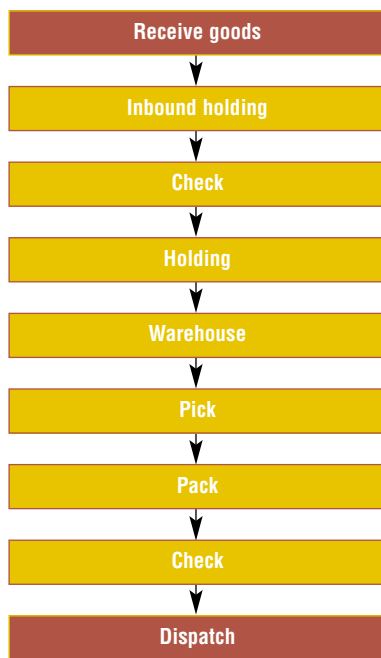 Receive goods
Inbound holding
Check
Holding
Warehouse
Pick
Pack
Check
Dispatch